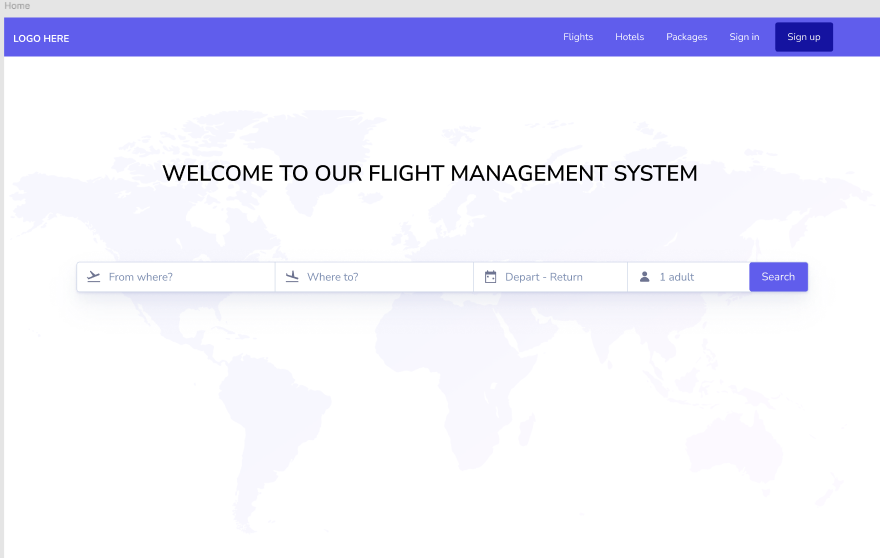 Home
LOGO HERE Flights Hotels Packages Sign in Sign up
WELCOME TO OUR FLIGHT MANAGEMENT SYSTEM
From where? Where to? Depart - Return 1 adult Search